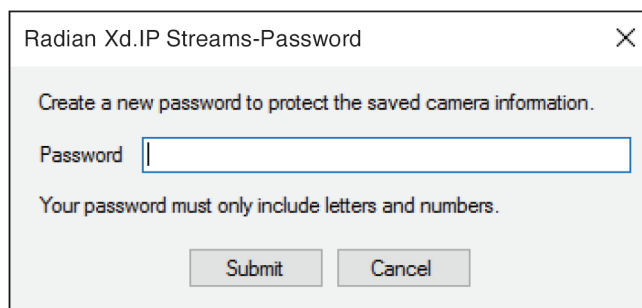 Radian Xd.IP Streams-Password
Create a new password to protect the saved camera information.
Password
Your password must only include letters and numbers.
Submit Cancel